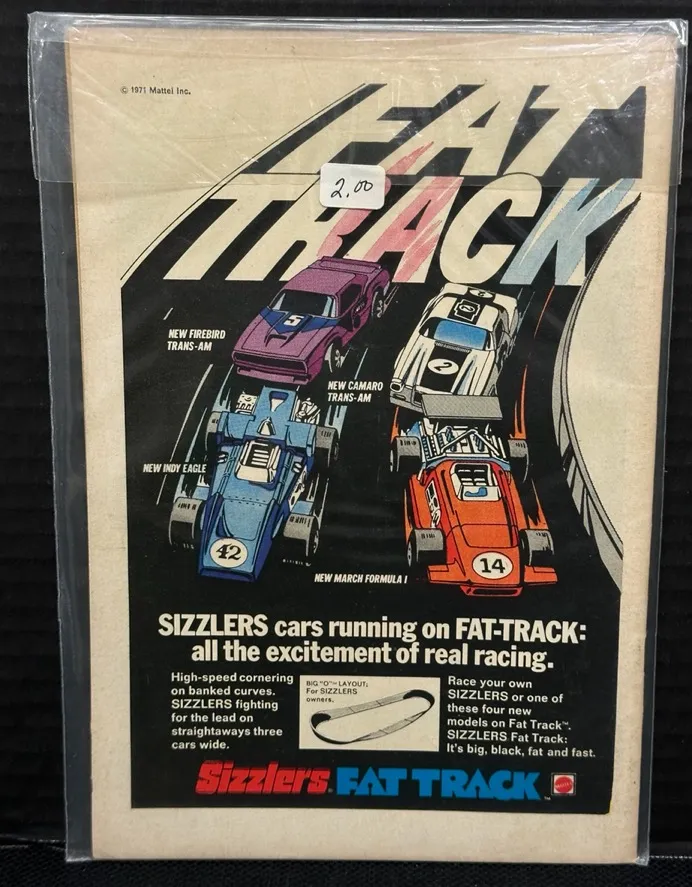 © 1971 Mattel Inc.
FAT
TRACK
2.00
5
2
2
NEW FIREBIRD
TRANS-AM
NEW CAMARO
TRANS-AM
NEW INDY EAGLE
42
14
NEW MARCH FORMULA I
SIZZLERS cars running on FAT-TRACK:
all the excitement of real racing.
High-speed cornering
on banked curves.
SIZZLERS fighting
for the lead on
straightaways three
cars wide.
BIG "O" LAYOUT:
For SIZZLERS
owners.
Race your own
SIZZLERS or one of
these four new
models on Fat Track™.
SIZZLERS Fat Track:
It's big, black, fat and fast.
Sizzlers® FAT TRACK™